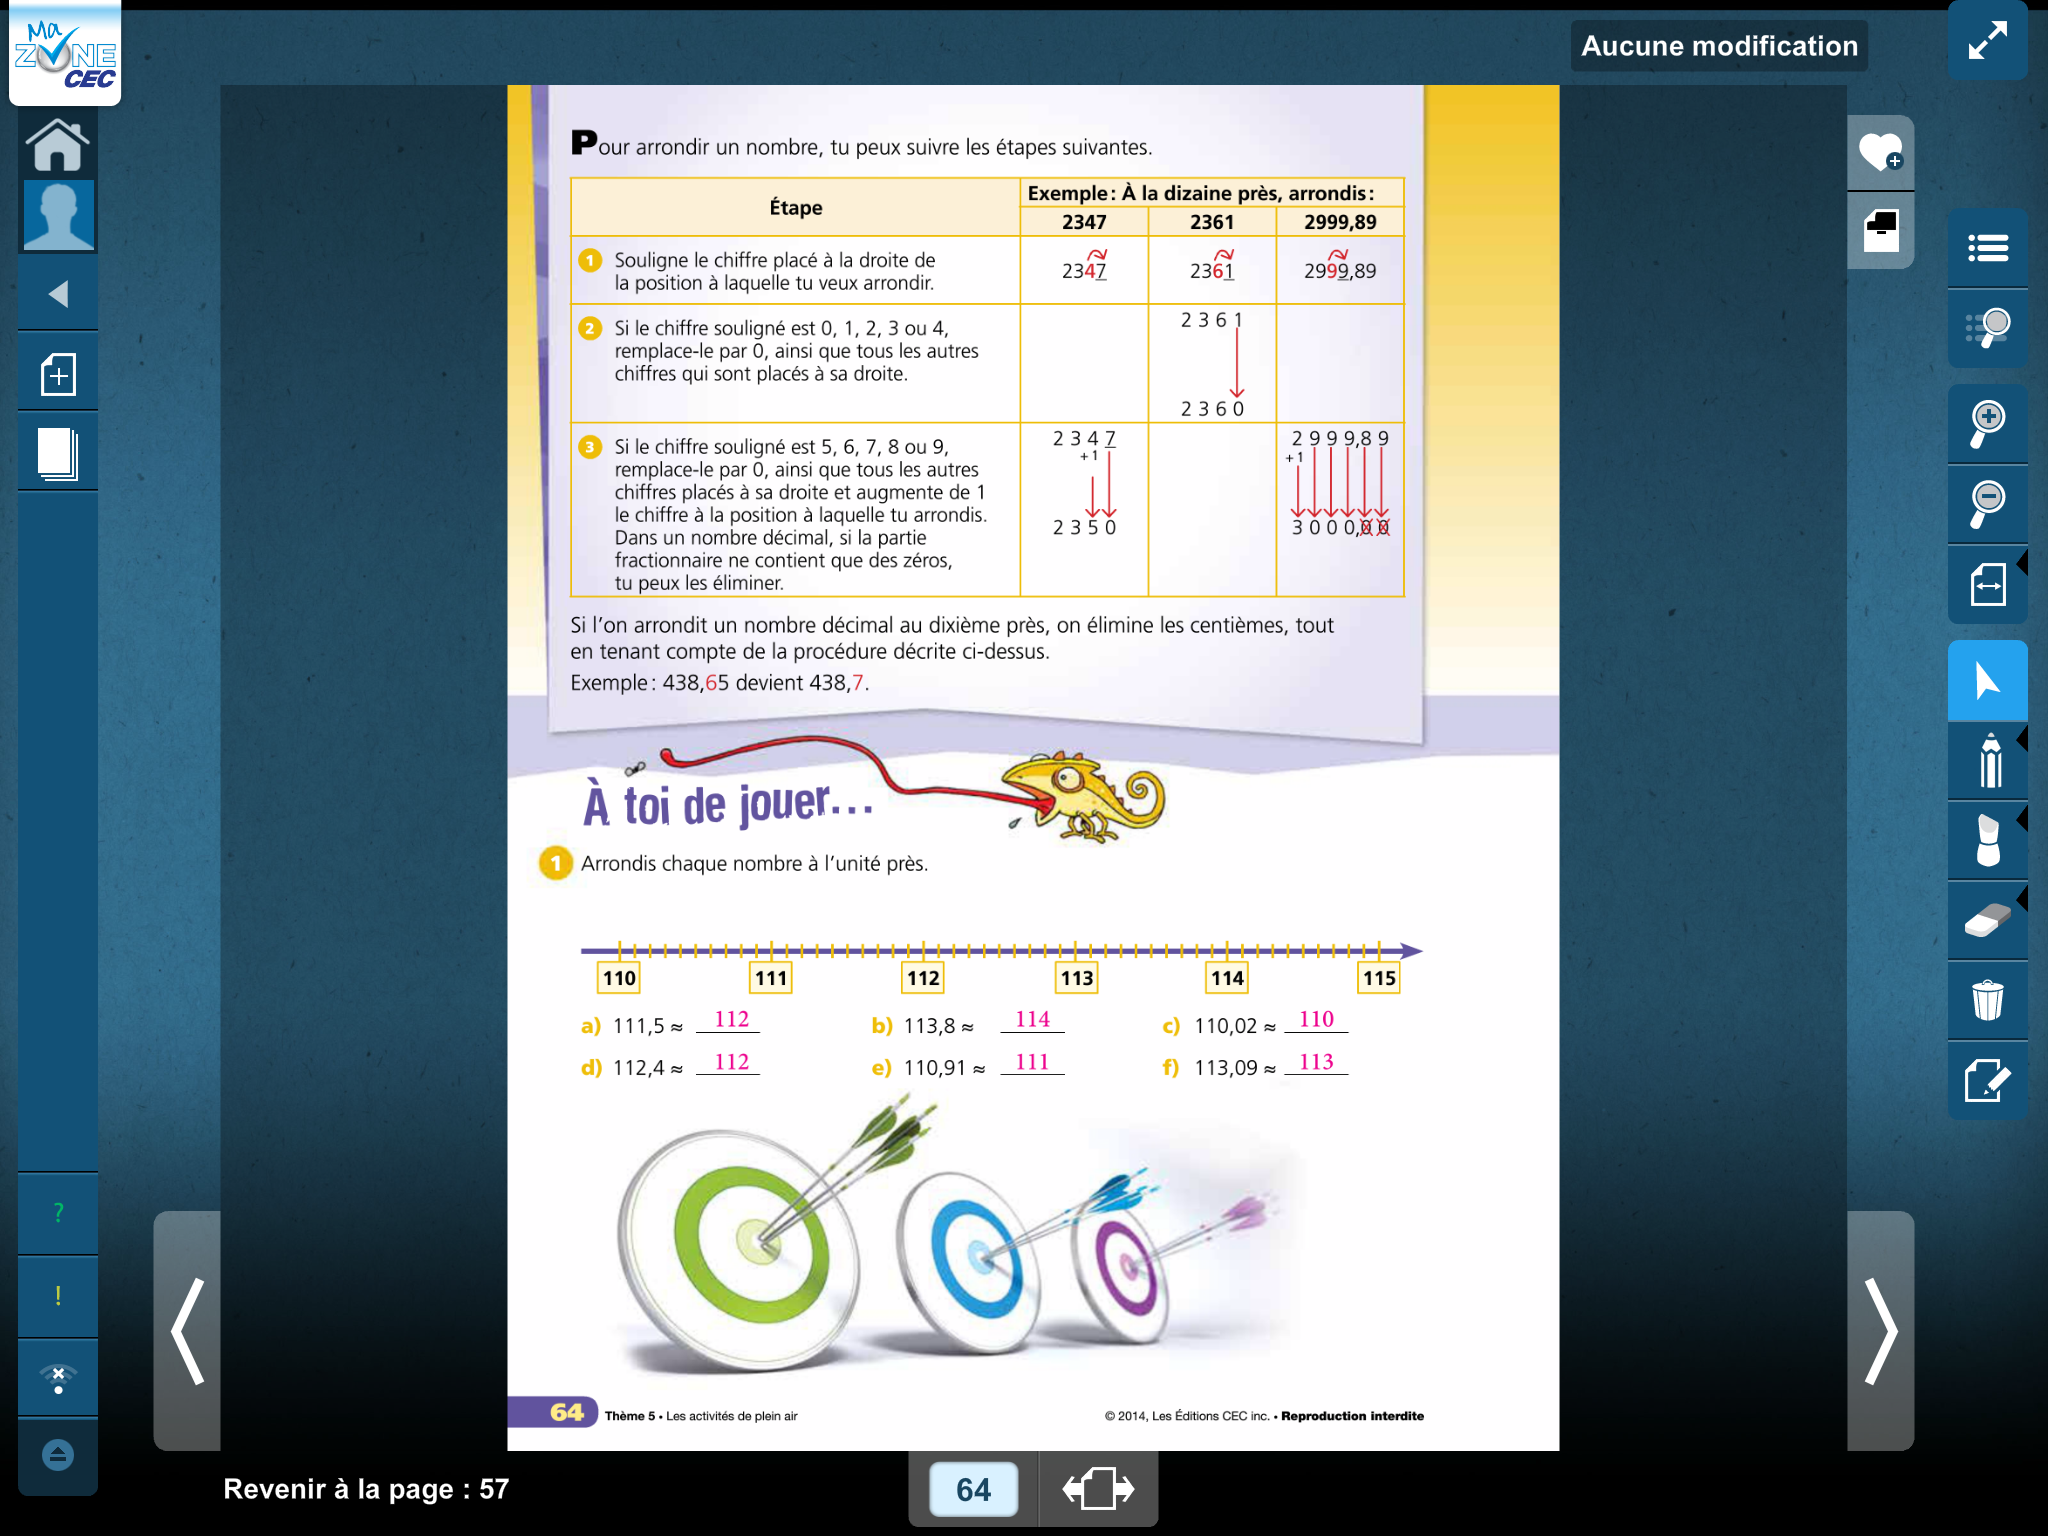 Ma
ZONE
CEC
Aucune modification
Pour arrondir un nombre, tu peux suivre les étapes suivantes.
Étape
Exemple : À la dizaine près, arrondis :
2347 2361 2999,89
1 Souligne le chiffre placé à la droite de
la position à laquelle tu veux arrondir.
2347 2361 2999,89
2 Si le chiffre souligné est 0, 1, 2, 3 ou 4,
remplace-le par 0, ainsi que tous les autres
chiffres qui sont placés à sa droite.
2 3 6 1
2 3 6 0
3 Si le chiffre souligné est 5, 6, 7, 8 ou 9,
remplace-le par 0, ainsi que tous les autres
chiffres placés à sa droite et augmente de 1
le chiffre à la position à laquelle tu arrondis.
Dans un nombre décimal, si la partie
fractionnaire ne contient que des zéros,
tu peux les éliminer.
2 3 4 7
+1
2 3 5 0
2 9 9 9,8 9
+1
3 0 0 0,0 0
Si l’on arrondit un nombre décimal au dixième près, on élimine les centièmes, tout
en tenant compte de la procédure décrite ci-dessus.
Exemple : 438,65 devient 438,7.
À toi de jouer...
1 Arrondis chaque nombre à l’unité près.
110 111 112 113 114 115
a) 111,5 ≈ 112 b) 113,8 ≈ 114 c) 110,02 ≈ 110
d) 112,4 ≈ 112 e) 110,91 ≈ 111 f) 113,09 ≈ 113
64 Thème 5 • Les activités de plein air
© 2014, Les Éditions CEC inc. • Reproduction interdite
?
!
Revenir à la page : 57
64